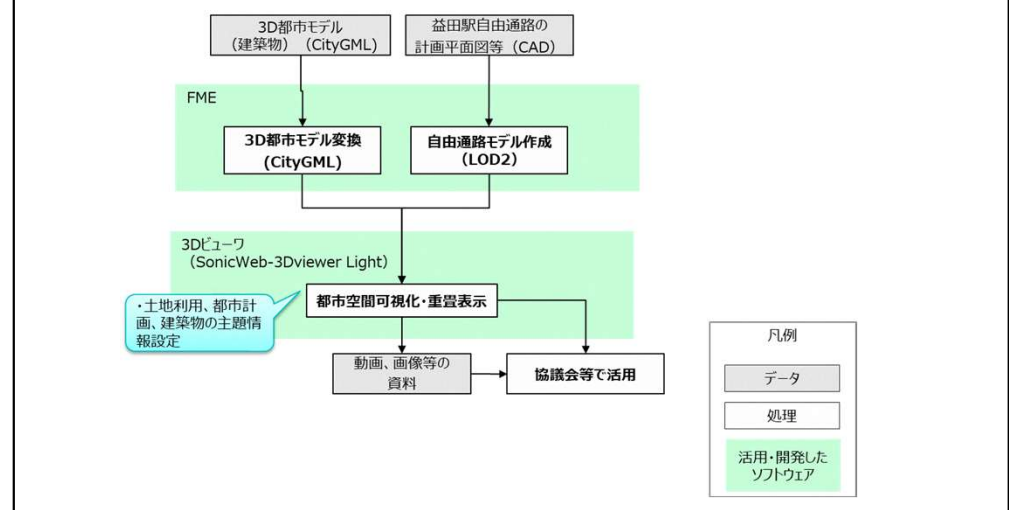 3D都市モデル
（建築物）（CityGML）
益田駅自由通路の
計画平面図等（CAD）
FME
3D都市モデル変換
(CityGML)
自由通路モデル作成
（LOD2）
3Dビューワ
（SonicWeb-3Dviewer Light）
・土地利用、都市計
画、建築物の主題情
報設定
都市空間可視化・重畳表示
動画、画像等の
資料
協議会等で活用
凡例
データ
処理
活用・開発した
ソフトウェア